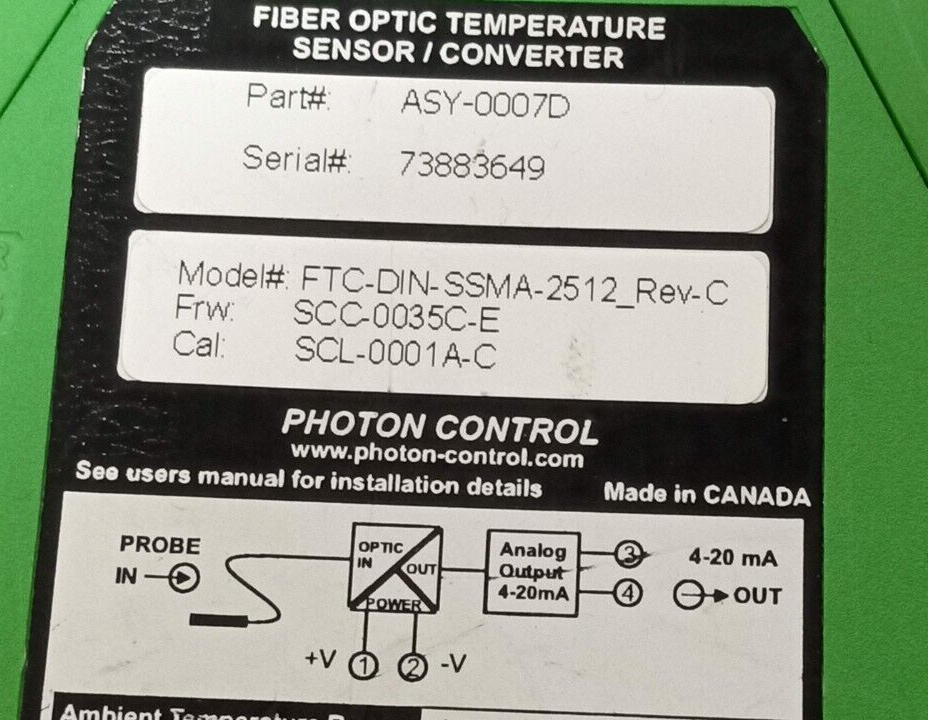 FIBER OPTIC TEMPERATURE
SENSOR / CONVERTER
Part#: ASY-0007D
Serial#: 73883649
Model#: FTC-DIN-SSMA-2512_Rev-C
Frw: SCC-0035C-E
Cal: SCL-0001A-C
PHOTON CONTROL
www.photon-control.com
See users manual for installation details Made in CANADA
PROBE
IN
OPTIC
IN
OUT
POWER
Analog
Output
4-20mA
3
4
4-20 mA
OUT
+V 1 2 -V
Ambient Temperature